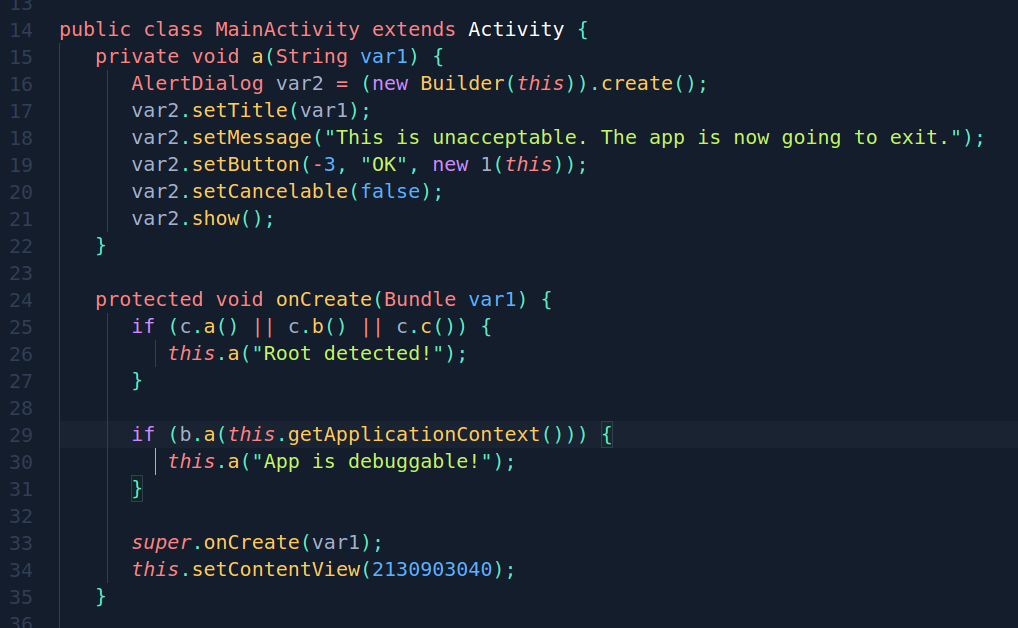 13
14 public class MainActivity extends Activity {
15 private void a(String var1) {
16 AlertDialog var2 = (new Builder(this)).create();
17 var2.setTitle(var1);
18 var2.setMessage("This is unacceptable. The app is now going to exit.");
19 var2.setButton(-3, "OK", new 1(this));
20 var2.setCancelable(false);
21 var2.show();
22 }
23
24 protected void onCreate(Bundle var1) {
25 if (c.a() || c.b() || c.c()) {
26 this.a("Root detected!");
27 }
28
29 if (b.a(this.getApplicationContext())) {
30 this.a("App is debuggable!");
31 }
32
33 super.onCreate(var1);
34 this.setContentView(2130903040);
35 }
36